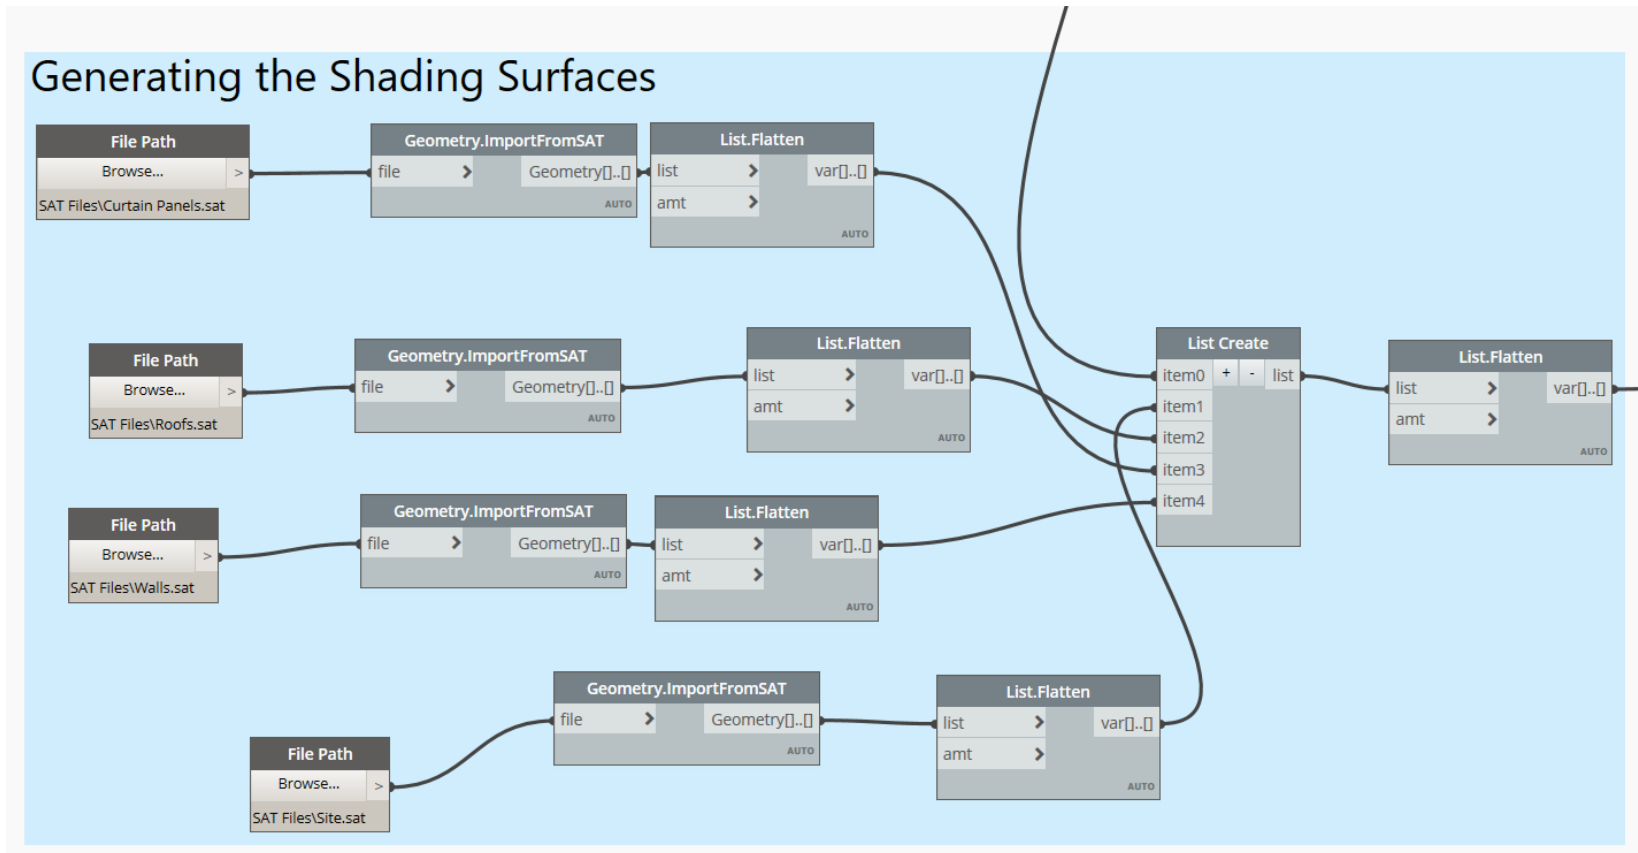 Generating the Shading Surfaces
File Path
Browse...
>
SAT Files\Curtain Panels.sat
Geometry.ImportFromSAT
file
Geometry[]..[]
AUTO
List.Flatten
list
var[]..[]
amt
AUTO
File Path
Browse...
>
SAT Files\Roofs.sat
Geometry.ImportFromSAT
file
Geometry[]..[]
AUTO
List.Flatten
list
var[]..[]
amt
AUTO
List Create
item0 + - list
item1
item2
item3
item4
List.Flatten
list
var[]..[]
amt
AUTO
File Path
Browse...
>
SAT Files\Walls.sat
Geometry.ImportFromSAT
file
Geometry[]..[]
AUTO
List.Flatten
list
var[]..[]
amt
AUTO
File Path
Browse...
>
SAT Files\Site.sat
Geometry.ImportFromSAT
file
Geometry[]..[]
AUTO
List.Flatten
list
var[]..[]
amt
AUTO